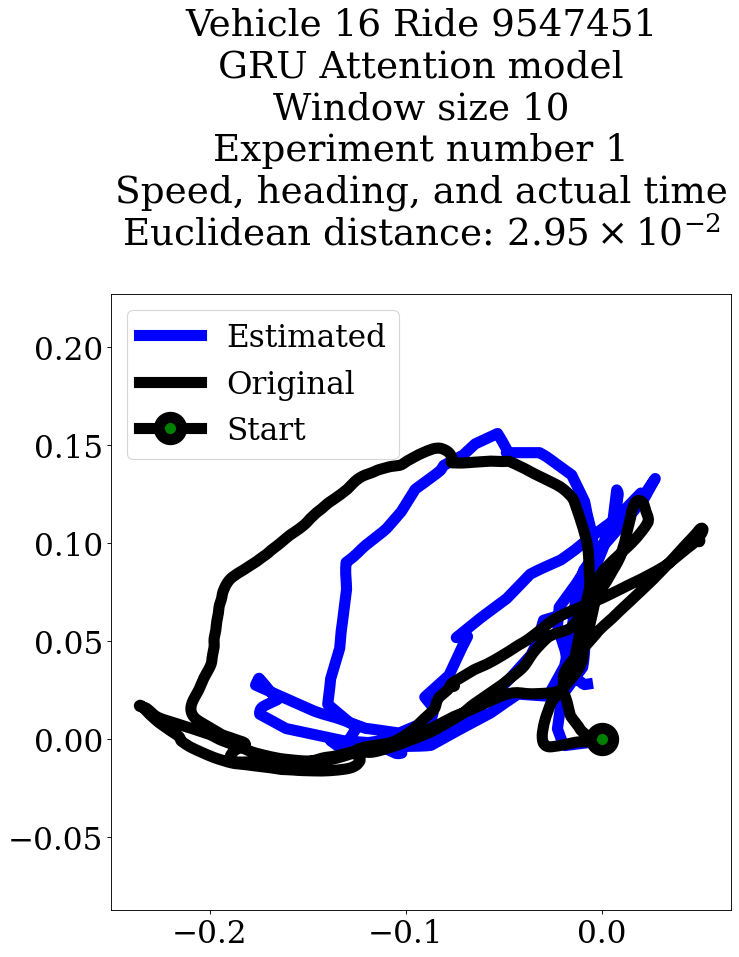 Vehicle 16 Ride 9547451
GRU Attention model
Window size 10
Experiment number 1
Speed, heading, and actual time
Euclidean distance: 2.95 × 10⁻²
Estimated
Original
Start
0.20
0.15
0.10
0.05
0.00
−0.05
−0.2
−0.1
0.0